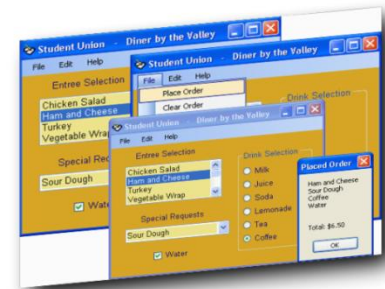 Student Union - Diner by the Valley
File Edit Help
Entree Selection
Chicken Salad
Ham and Cheese
Turkey
Vegetable Wrap
Special Req
Sour Dough
Water
Student Union - Diner by the Valley
File Edit Help
Place Order
Clear Order
Drink Selection
Student Union - Diner by the Valley
File Edit Help
Entree Selection
Chicken Salad
Ham and Cheese
Turkey
Vegetable Wrap
Special Requests
Sour Dough
Water
Drink Selection
Milk
Juice
Soda
Lemonade
Tea
Coffee
Placed Order
Ham and Cheese
Sour Dough
Coffee
Water
Total: $6.50
OK